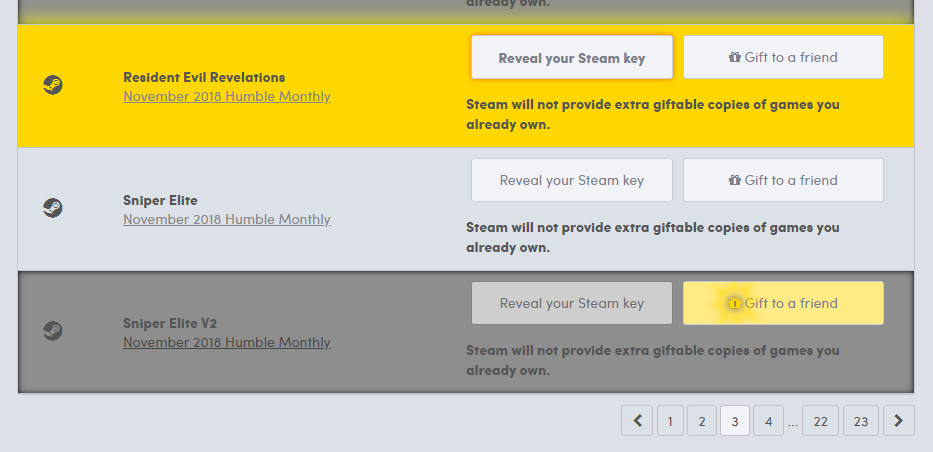 already own.
Resident Evil Revelations
November 2018 Humble Monthly
Reveal your Steam key
Gift to a friend
Steam will not provide extra giftable copies of games you
already own.
Sniper Elite
November 2018 Humble Monthly
Reveal your Steam key
Gift to a friend
Steam will not provide extra giftable copies of games you
already own.
Sniper Elite V2
November 2018 Humble Monthly
Reveal your Steam key
Gift to a friend
Steam will not provide extra giftable copies of games you
already own.
1 2 3 4 ... 22 23